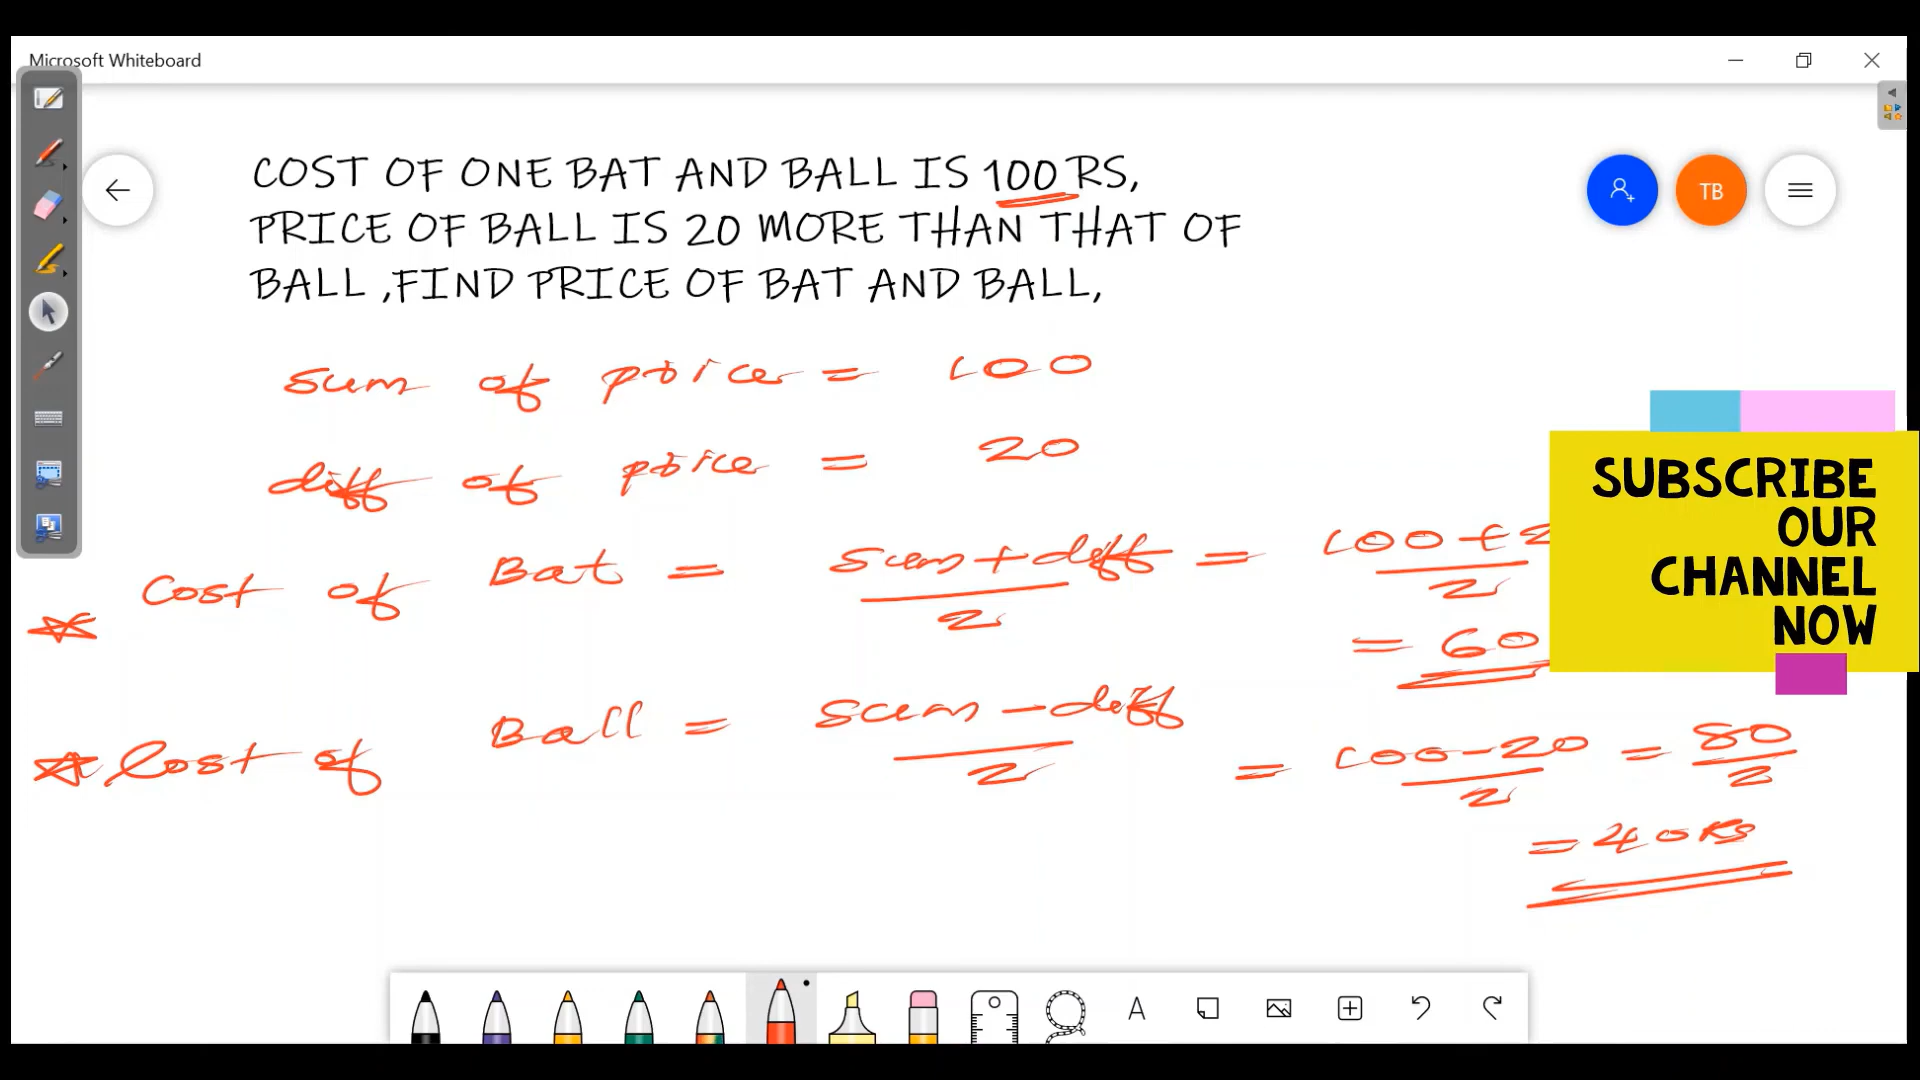 Microsoft Whiteboard
COST OF ONE BAT AND BALL IS 100 RS,
PRICE OF BALL IS 20 MORE THAN THAT OF
BALL ,FIND PRICE OF BAT AND BALL,
TB
sum of prices = 100
diff of price = 20
Cost of Bat = sum + diff / 2 = 100 + 2 / 2
= 60
Cost of Ball = sum - diff / 2 = 100 - 20 / 2 = 80 / 2
= 40 Rs
SUBSCRIBE
OUR
CHANNEL
NOW
A